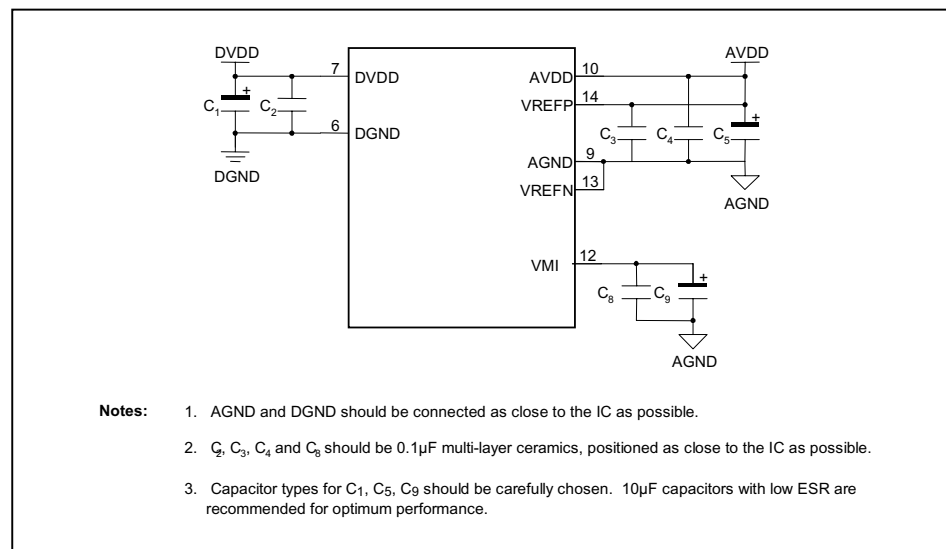 DVDD
7
DVDD
C1
+
C2
6
DGND
DGND
AVDD
AVDD
10
VREFP
14
C3
C4
C5
+
AGND
9
VREFN
13
AGND
VMI
12
C8
C9
+
AGND
Notes:
1. AGND and DGND should be connected as close to the IC as possible.
2. C2, C3, C4 and C8 should be 0.1µF multi-layer ceramics, positioned as close to the IC as possible.
3. Capacitor types for C1, C5, C9 should be carefully chosen. 10µF capacitors with low ESR are
recommended for optimum performance.